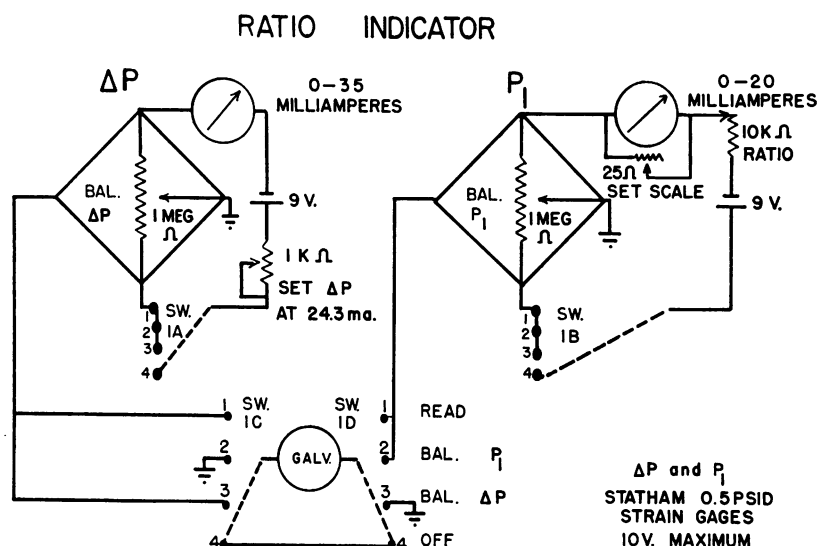 RATIO INDICATOR
ΔP
0-35
MILLIAMPERES
BAL.
ΔP
1 MEG
Ω
9 V.
1 K Ω
SET ΔP
AT 24.3 ma.
1
2
3
4
SW.
1A
P1
0-20
MILLIAMPERES
10K Ω
RATIO
25Ω
SET SCALE
BAL.
P1
1 MEG
Ω
9 V.
1
2
3
4
SW.
1B
1
SW.
1C
2
3
4
GALV.
SW.
1D
1
READ
2
BAL. P1
3
BAL. ΔP
4
OFF
ΔP and P1
STATHAM 0.5 PSID
STRAIN GAGES
10 V. MAXIMUM